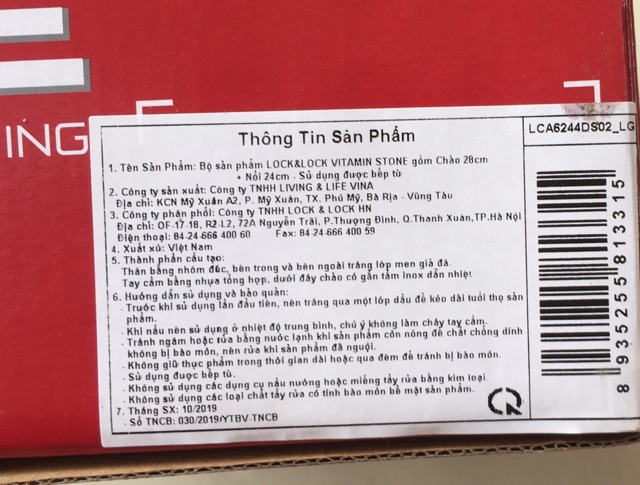 ING
Thông Tin Sản Phẩm
LCA6244DS02_LG
1. Tên Sản Phẩm: Bộ sản phẩm LOCK&LOCK VITAMIN STONE gồm Chảo 28cm
+ Nồi 24cm - Sử dụng được bếp từ
2. Công ty sản xuất: Công ty TNHH LIVING & LIFE VINA
Địa chỉ: KCN Mỹ Xuân A2, P. Mỹ Xuân, TX. Phú Mỹ, Bà Rịa - Vũng Tàu
3. Công ty phân phối: Công ty TNHH LOCK & LOCK HN
Địa chỉ: OF-17-18, R2-L2, 72A Nguyễn Trãi, P.Thượng Đình, Q.Thanh Xuân,TP.Hà Nội
Điện thoại: 84-24-666 400 60 Fax: 84-24-666 400 59
4. Xuất xứ: Việt Nam
5. Thành phần cấu tạo:
Thân bằng nhôm đúc, bên trong và bên ngoài tráng lớp men giả đá.
Tay cầm bằng nhựa tổng hợp, dưới đáy chảo có gắn tấm inox dẫn nhiệt
6. Hướng dẫn sử dụng và bảo quản:
- Trước khi sử dụng lần đầu tiên, nên tráng qua một lớp dầu để kéo dài tuổi thọ sản
phẩm.
- Khi nấu nên sử dụng ở nhiệt độ trung bình, chú ý không làm cháy tay cầm.
- Tránh ngâm hoặc rửa bằng nước lạnh khi sản phẩm còn nóng để chất chống dính
không bị bào mòn, nên rửa khi sản phẩm đã nguội.
- Không giữ thực phẩm trong thời gian dài hoặc qua đêm để tránh bị bào mòn.
- Sử dụng được bếp từ.
- Không sử dụng các dụng cụ nấu nướng hoặc miếng tẩy rửa bằng kim loại
- Không sử dụng các loại chất tẩy rửa có tính bào mòn bề mặt sản phẩm.
7. Tháng SX: 10/2019
- Số TNCB: 030/2019/YTBV-TNCB
8 935255 813315